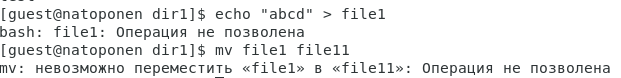 [guest@natoponen dir1]$ echo "abcd" > file1
bash: file1: Операция не позволена
[guest@natoponen dir1]$ mv file1 file11
mv: невозможно переместить «file1» в «file11»: Операция не позволена